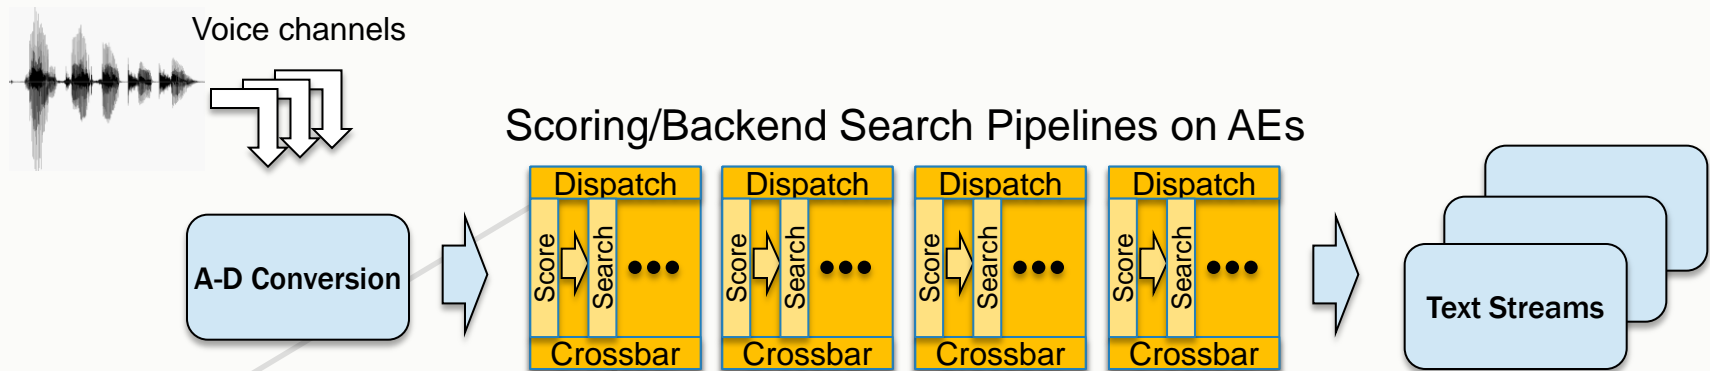 Voice channels
Scoring/Backend Search Pipelines on AEs
A-D Conversion
Dispatch
Score
Search
•••
Crossbar
Dispatch
Score
Search
•••
Crossbar
Dispatch
Score
Search
•••
Crossbar
Dispatch
Score
Search
•••
Crossbar
Text Streams